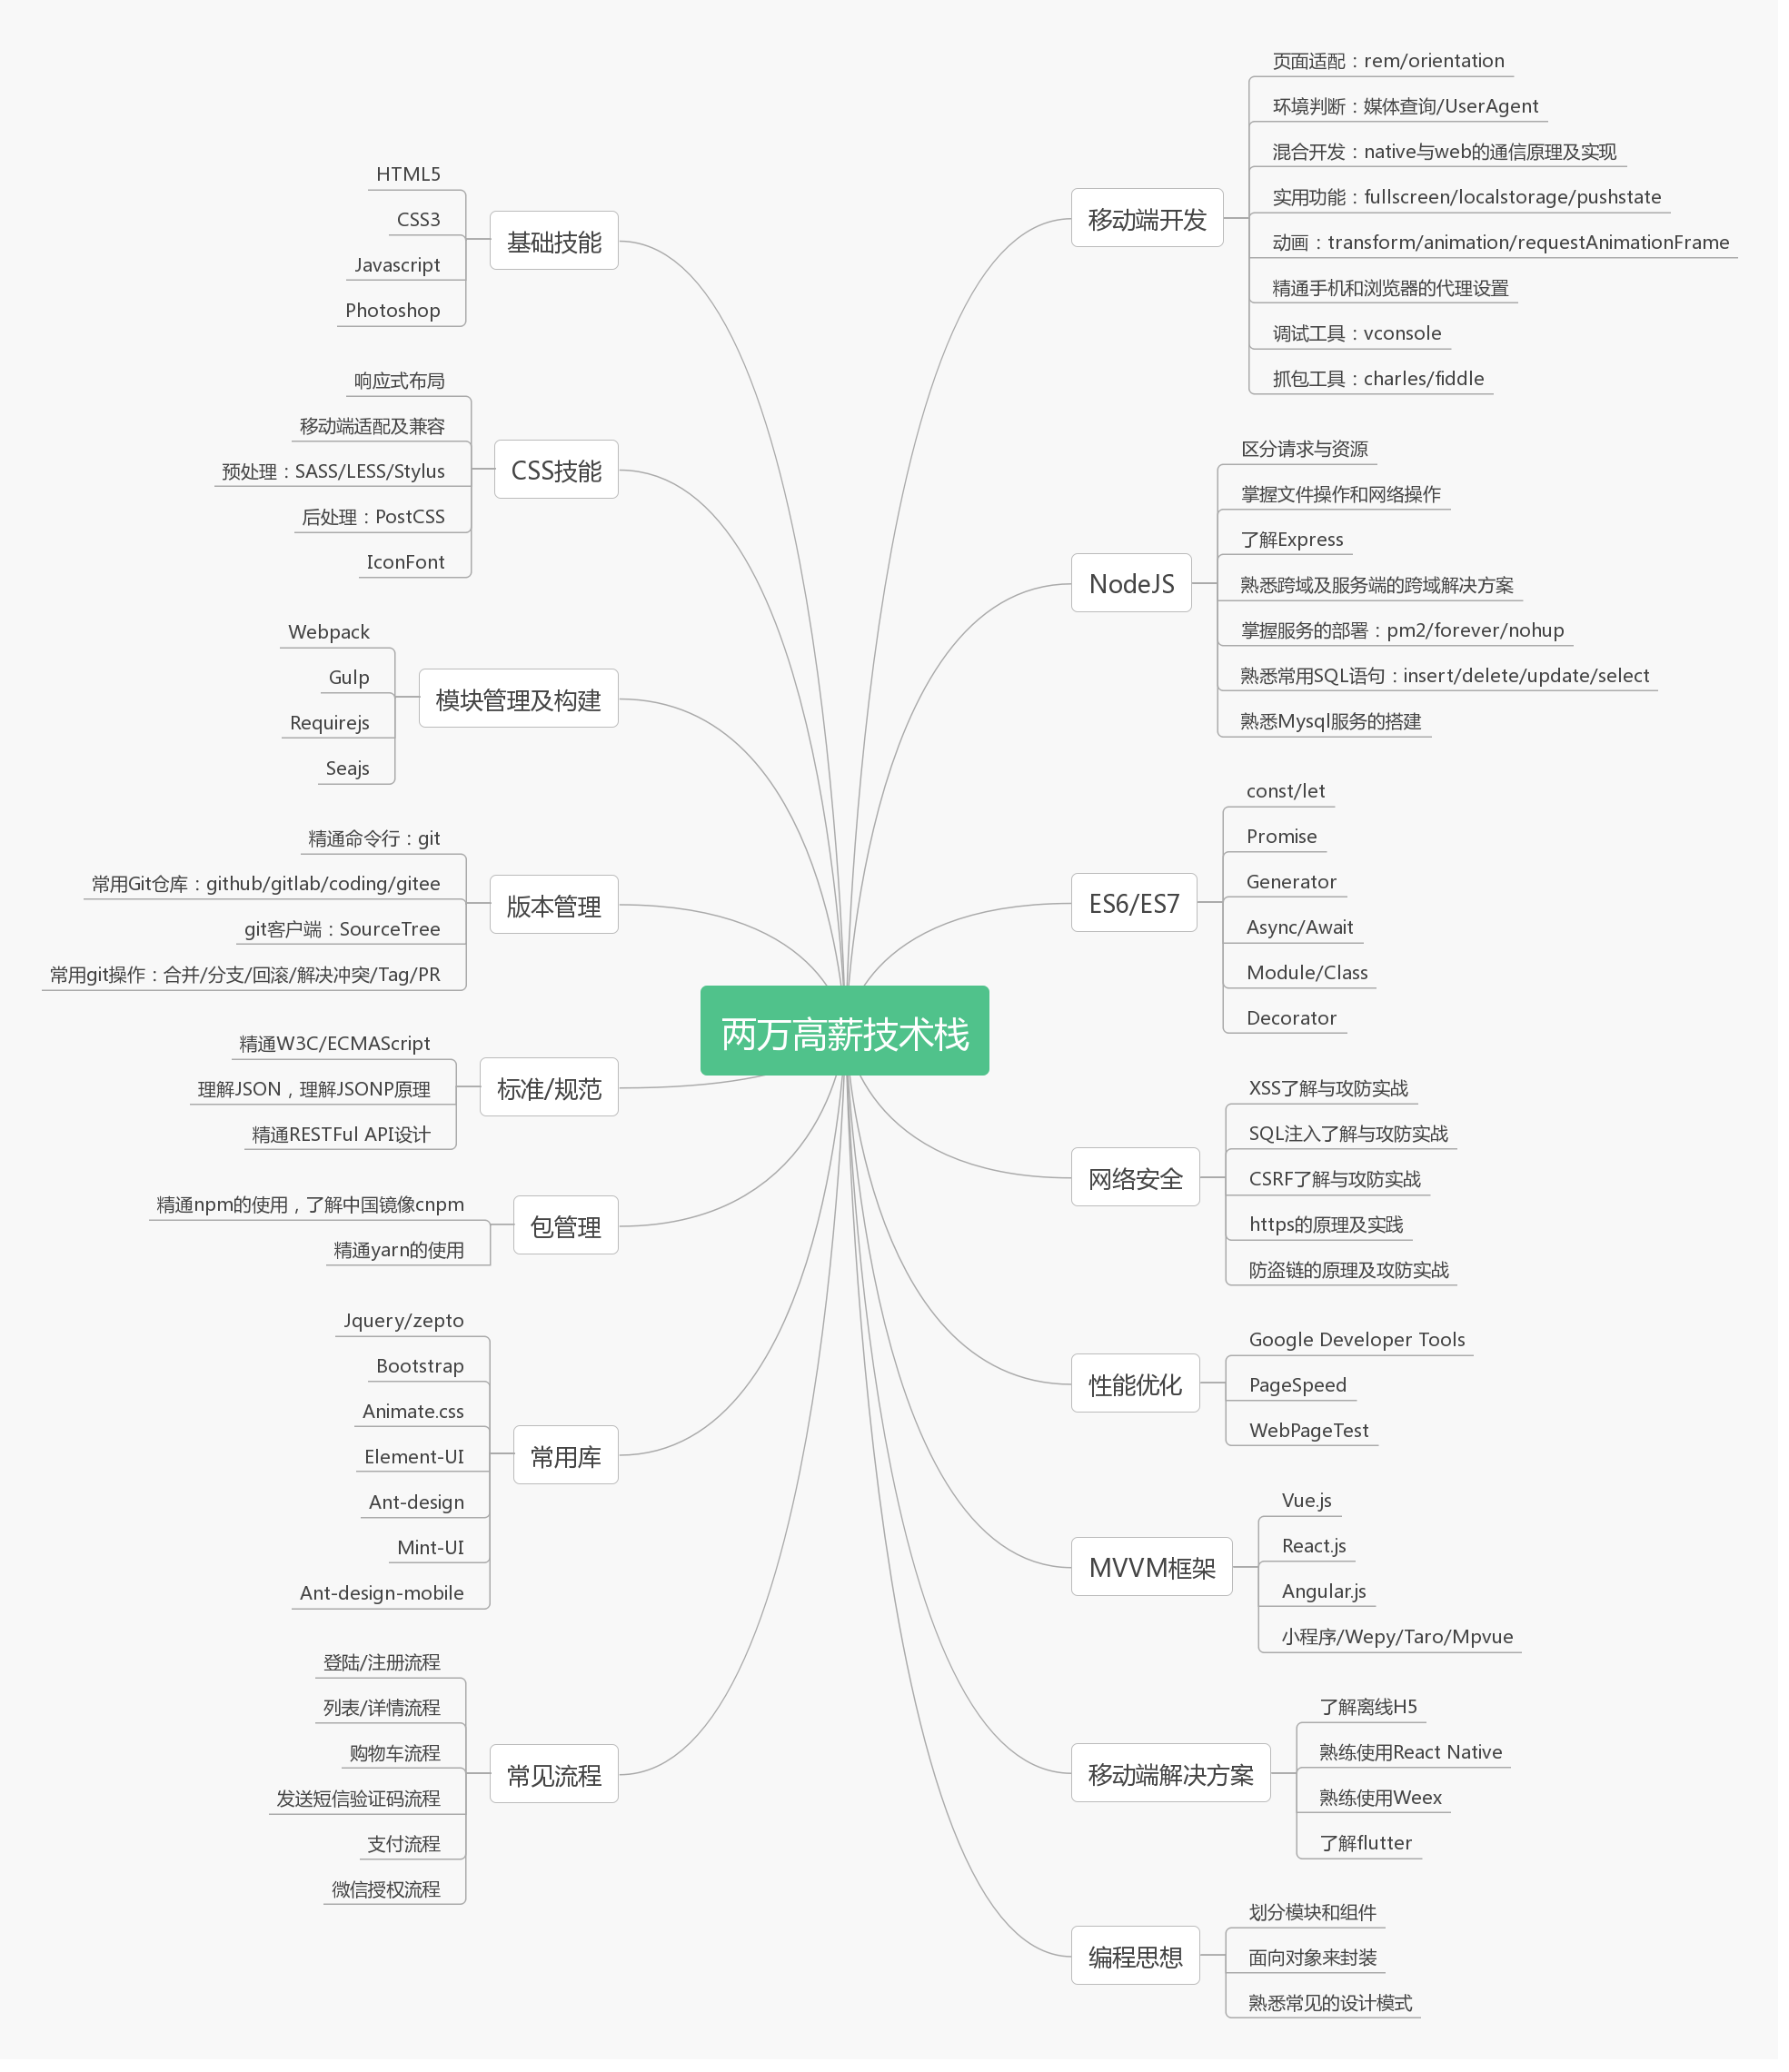 两万高薪技术栈
基础技能
HTML5
CSS3
Javascript
Photoshop
CSS技能
响应式布局
移动端适配及兼容
预处理：SASS/LESS/Stylus
后处理：PostCSS
IconFont
模块管理及构建
Webpack
Gulp
Requirejs
Seajs
版本管理
精通命令行：git
常用Git仓库：github/gitlab/coding/gitee
git客户端：SourceTree
常用git操作：合并/分支/回滚/解决冲突/Tag/PR
标准/规范
精通W3C/ECMAScript
理解JSON，理解JSONP原理
精通RESTFul API设计
包管理
精通npm的使用，了解中国镜像cnpm
精通yarn的使用
常用库
Jquery/zepto
Bootstrap
Animate.css
Element-UI
Ant-design
Mint-UI
Ant-design-mobile
常见流程
登陆/注册流程
列表/详情流程
购物车流程
发送短信验证码流程
支付流程
微信授权流程
移动端开发
页面适配：rem/orientation
环境判断：媒体查询/UserAgent
混合开发：native与web的通信原理及实现
实用功能：fullscreen/localstorage/pushstate
动画：transform/animation/requestAnimationFrame
精通手机和浏览器的代理设置
调试工具：vconsole
抓包工具：charles/fiddle
NodeJS
区分请求与资源
掌握文件操作和网络操作
了解Express
熟悉跨域及服务端的跨域解决方案
掌握服务的部署：pm2/forever/nohup
熟悉常用SQL语句：insert/delete/update/select
熟悉Mysql服务的搭建
ES6/ES7
const/let
Promise
Generator
Async/Await
Module/Class
Decorator
网络安全
XSS了解与攻防实战
SQL注入了解与攻防实战
CSRF了解与攻防实战
https的原理及实践
防盗链的原理及攻防实战
性能优化
Google Developer Tools
PageSpeed
WebPageTest
MVVM框架
Vue.js
React.js
Angular.js
小程序/Wepy/Taro/Mpvue
移动端解决方案
了解离线H5
熟练使用React Native
熟练使用Weex
了解flutter
编程思想
划分模块和组件
面向对象来封装
熟悉常见的设计模式